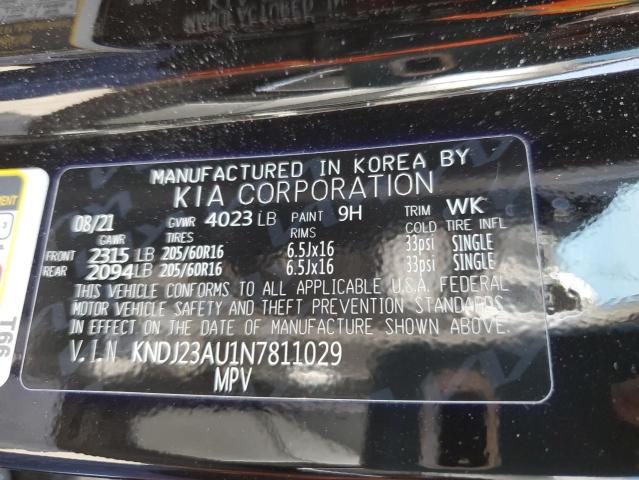 MANUFACTURED IN KOREA BY
KIA CORPORATION
08/21 GVWR 4023 LB PAINT 9H TRIM WK
GAWR TIRES RIMS COLD TIRE INFL
FRONT 2315 LB 205/60R16 6.5Jx16 33psi SINGLE
REAR 2094 LB 205/60R16 6.5Jx16 33psi SINGLE
THIS VEHICLE CONFORMS TO ALL APPLICABLE U.S.A. FEDERAL
MOTOR VEHICLE SAFETY AND THEFT PREVENTION STANDARDS
IN EFFECT ON THE DATE OF MANUFACTURE SHOWN ABOVE.
V.I.N KNDJ23AU1N7811029
MPV